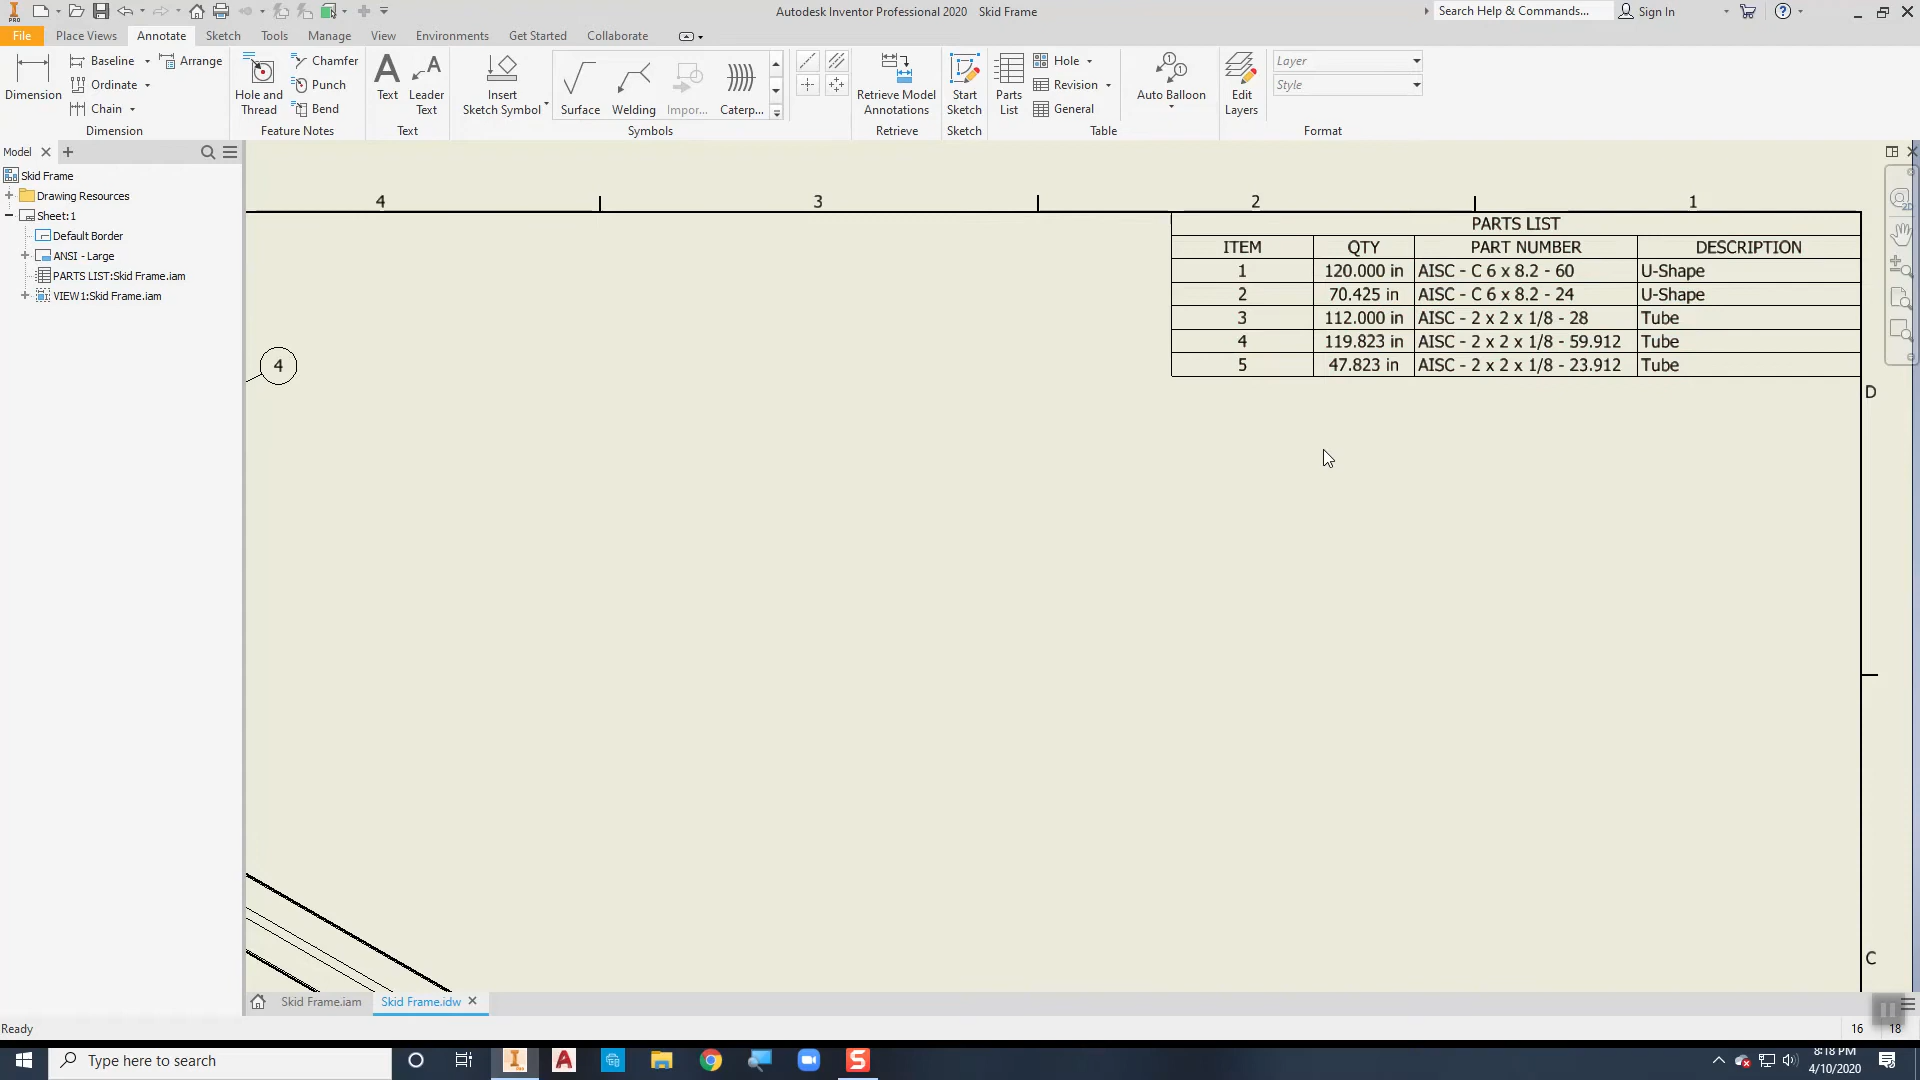 PRO
Autodesk Inventor Professional 2020 Skid Frame
Search Help & Commands...
Sign In
File Place Views Annotate Sketch Tools Manage View Environments Get Started Collaborate
Dimension
Baseline
Ordinate
Chain
Arrange
Dimension
Hole and
Thread
Chamfer
Punch
Bend
Feature Notes
Text
Leader
Text
Text
Insert
Sketch Symbol
Surface
Welding
Impor...
Caterp...
Symbols
Retrieve Model
Annotations
Retrieve
Start
Sketch
Sketch
Parts
List
Hole
Revision
General
Table
Auto Balloon
Edit
Layers
Layer
Style
Format
Model
Skid Frame
Drawing Resources
Sheet:1
Default Border
ANSI - Large
PARTS LIST:Skid Frame.iam
VIEW1:Skid Frame.iam
4 3 2 1
PARTS LIST
ITEM QTY PART NUMBER DESCRIPTION
1 120.000 in AISC - C 6 x 8.2 - 60 U-Shape
2 70.425 in AISC - C 6 x 8.2 - 24 U-Shape
3 112.000 in AISC - 2 x 2 x 1/8 - 28 Tube
4 119.823 in AISC - 2 x 2 x 1/8 - 59.912 Tube
5 47.823 in AISC - 2 x 2 x 1/8 - 23.912 Tube
4
D
C
Skid Frame.iam
Skid Frame.idw
Ready
16 18
Type here to search
8:18 PM
4/10/2020